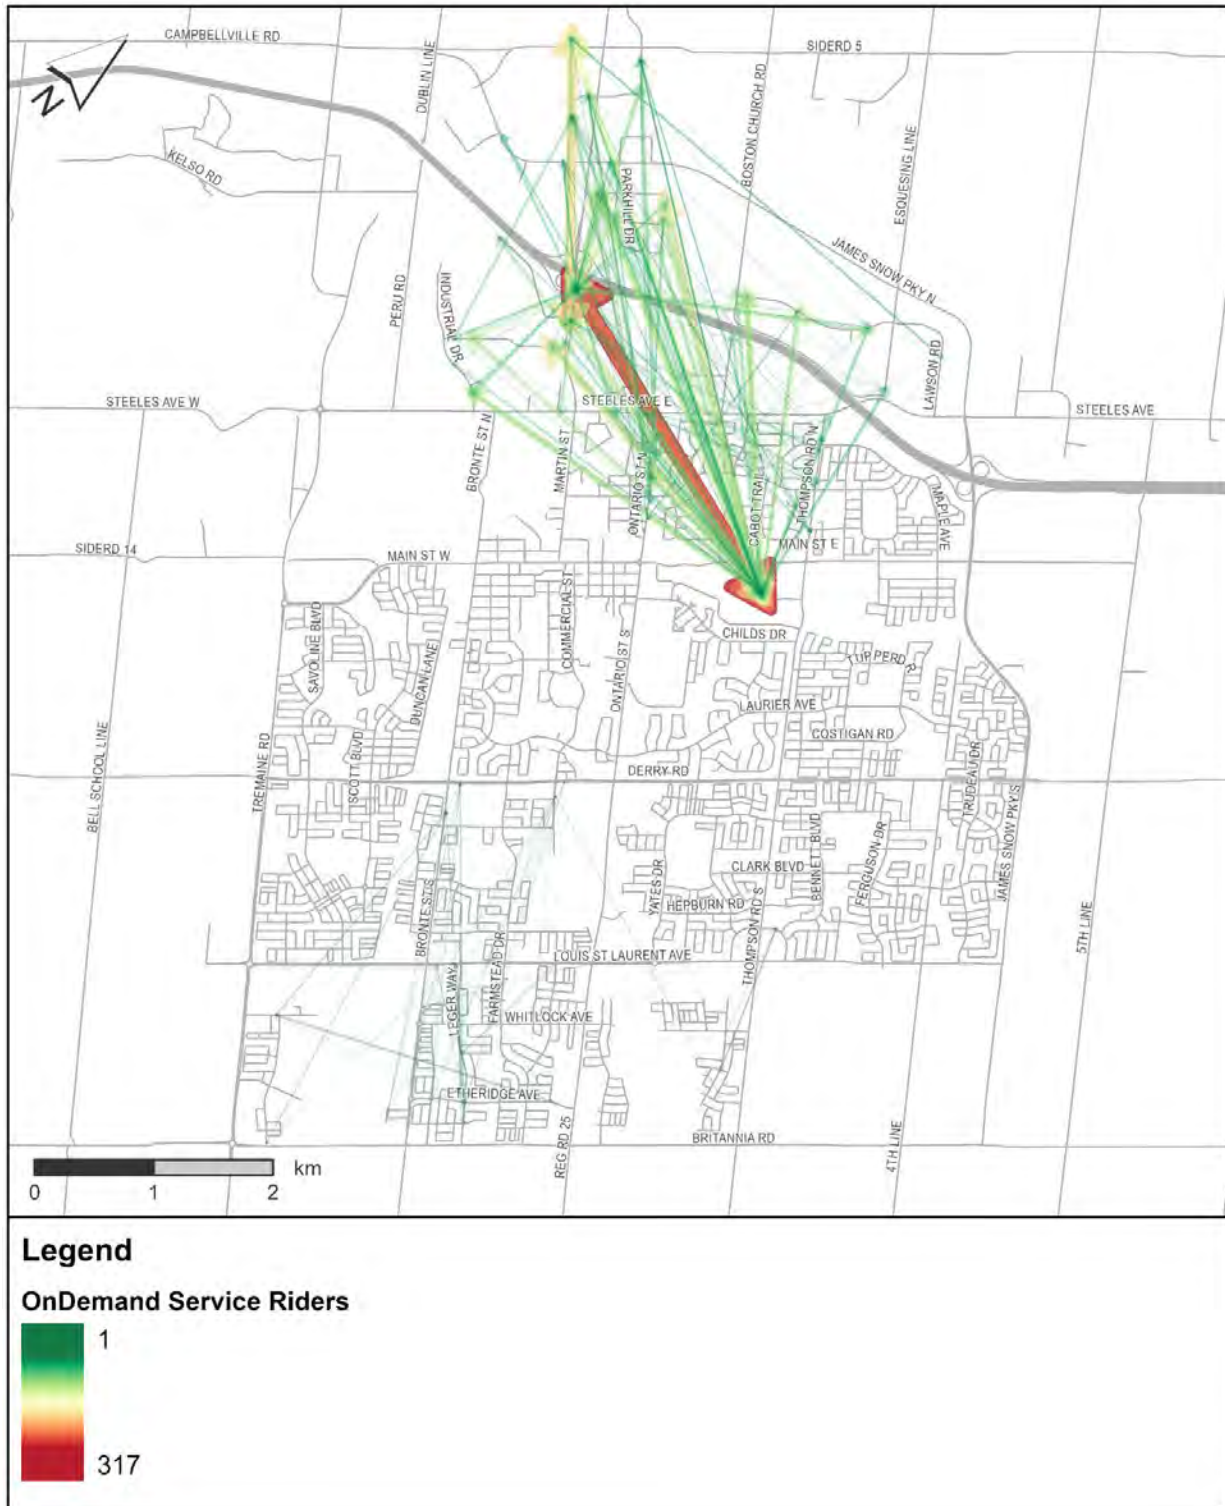 CAMPBELLVILLE RD
SIDERD 5
N
DUBLIN LINE
BOSTON CHURCH RD
ESQUESING LINE
KELSO RD
PARKHILL DR
JAMES SNOW PKY N
PERU RD
INDUSTRIAL DR
LAWSON RD
STEELES AVE W
STEELES AVE E
STEELES AVE
BRONTE ST N
MARTIN ST
ONTARIO ST N
CABOT TRAIL
THOMPSON RD N
MAPLE AVE
SIDERD 14
MAIN ST W
MAIN ST E
SAVOLINE BLVD
DUNCAN LANE
COMMERCIAL ST
ONTARIO ST S
CHILDS DR
TUPPER DR
LAURIER AVE
COSTIGAN RD
BELL SCHOOL LINE
TREMAINE RD
SCOTT BLVD
DERRY RD
TRUDEAU DR
JAMES SNOW PKY S
BENNETT BLVD
FERGUSON DR
CLARK BLVD
YATES DR
HEPBURN RD
THOMPSON RD S
BRONTE ST S
FARMSTEAD DR
LOUIS ST LAURENT AVE
5TH LINE
LEGER WAY
WHITLOCK AVE
ETHERIDGE AVE
REG RD 25
BRITANNIA RD
4TH LINE
km
0 1 2
Legend
OnDemand Service Riders
1
317